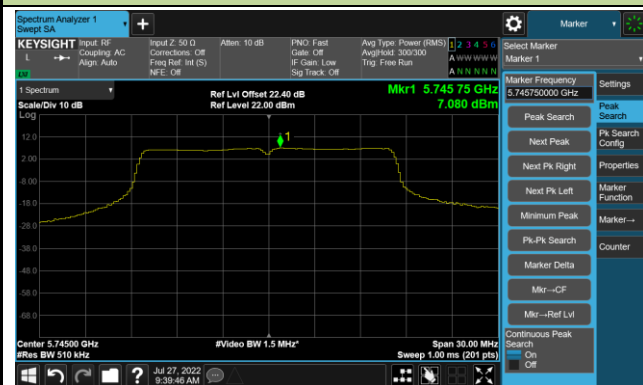 Spectrum Analyzer 1
Swept SA
Marker
KEYSIGHT
L
LW
Input: RF
Coupling: AC
Align: Auto
Input Z: 50 Ω
Corrections: Off
Freq Ref: Int (S)
NFE: Off
Atten: 10 dB
PNO: Fast
Gate: Off
IF Gain: Low
Sig Track: Off
Avg Type: Power (RMS)
Avg|Hold: 300/300
Trig: Free Run
1 2 3 4 5 6
A W W W W W
A N N N N N
Select Marker
Marker 1
1 Spectrum
Scale/Div 10 dB
Log
Ref Lvl Offset 22.40 dB
Ref Level 22.00 dBm
Mkr1 5.745 75 GHz
7.080 dBm
1
12.0
2.00
-8.00
-18.0
-28.0
-38.0
-48.0
-58.0
-68.0
Center 5.74500 GHz
#Res BW 510 kHz
#Video BW 1.5 MHz*
Span 30.00 MHz
Sweep 1.00 ms (201 pts)
Marker Frequency
5.745750000 GHz
Peak Search
Next Peak
Next Pk Right
Next Pk Left
Minimum Peak
Pk-Pk Search
Marker Delta
Mkr→CF
Mkr→Ref Lvl
Continuous Peak
Search
On
Off
Settings
Peak
Search
Pk Search
Config
Properties
Marker
Function
Marker→
Counter
?
Jul 27, 2022
9:39:46 AM